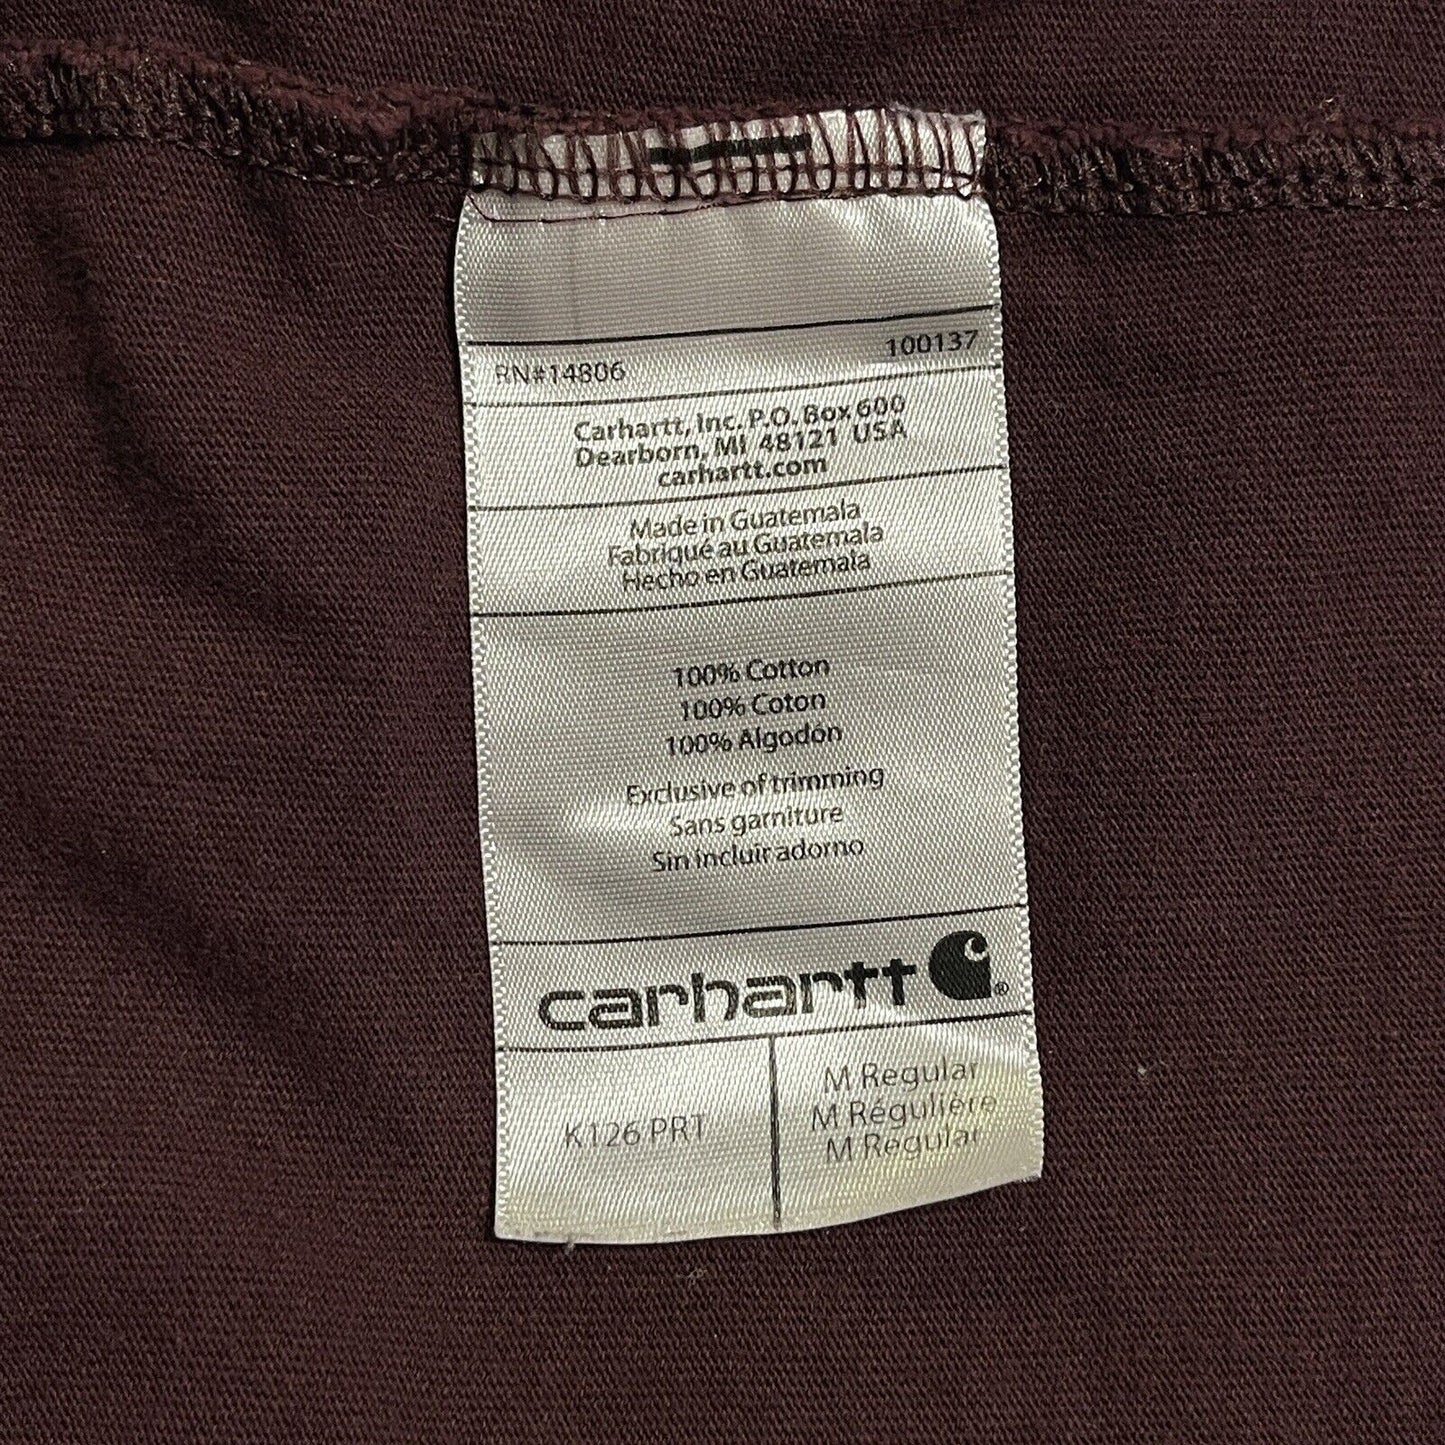 RN#14806 100137
Carhartt, Inc. P.O. Box 600
Dearborn, MI 48121 USA
carhartt.com
Made in Guatemala
Fabriqué au Guatemala
Hecho en Guatemala
100% Cotton
100% Coton
100% Algodón
Exclusive of trimming
Sans garniture
Sin incluir adorno
carhartt ®
K126 PRT
M Regular
M Régulière
M Regular